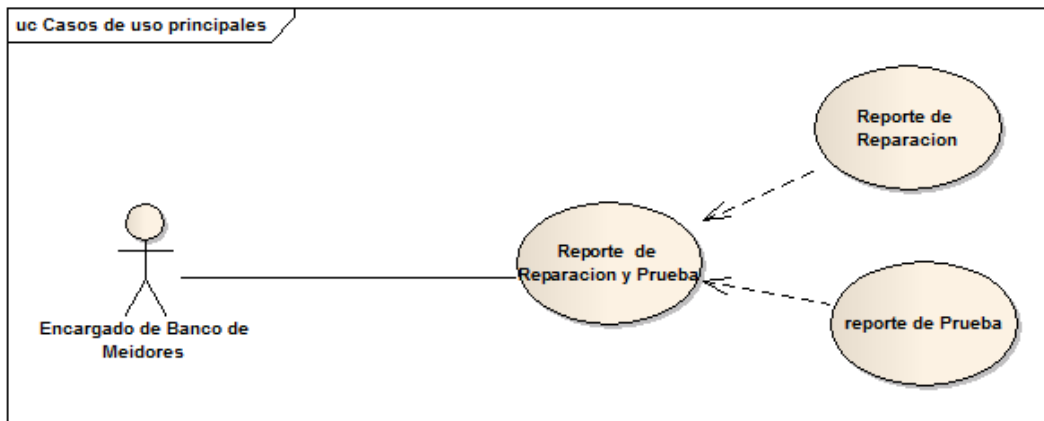 uc Casos de uso principales
Reporte de
Reparacion
Reporte de
Reparacion y Prueba
reporte de Prueba
Encargado de Banco de
Meidores